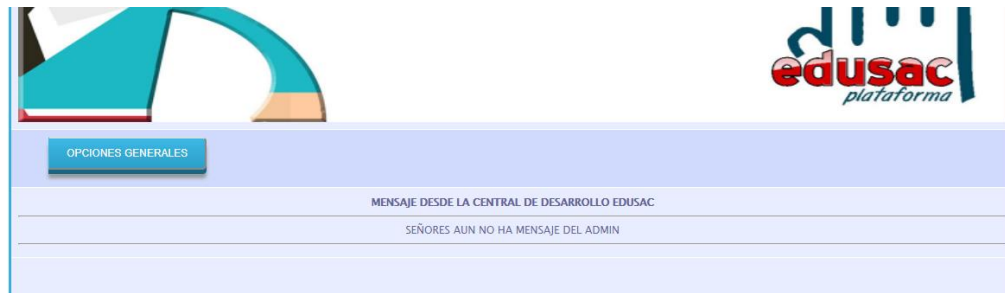 edusac
plataforma
OPCIONES GENERALES
MENSAJE DESDE LA CENTRAL DE DESARROLLO EDUSAC
SEÑORES AUN NO HA MENSAJE DEL ADMIN